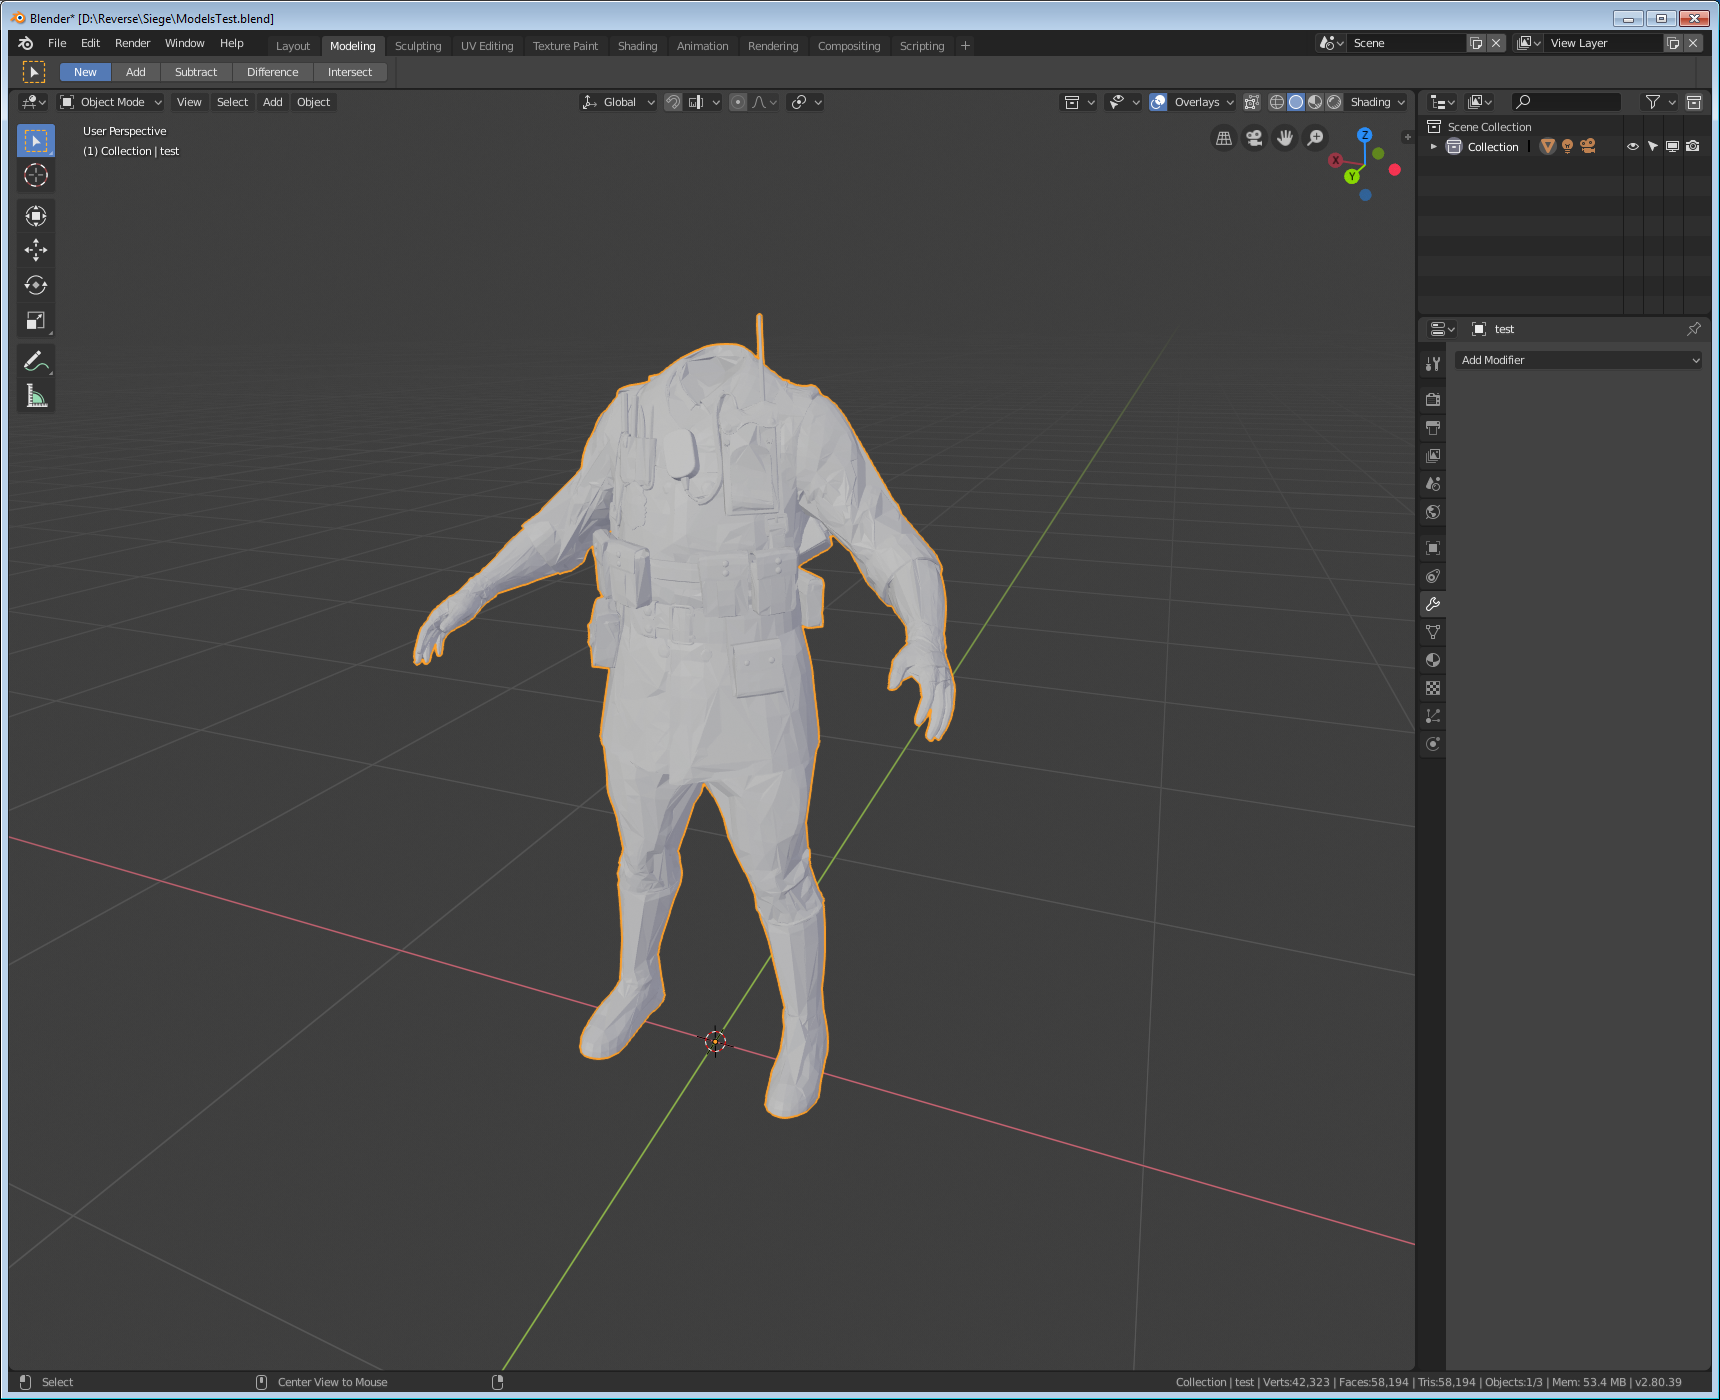 Blender* [D:\Reverse\Siege\ModelsTest.blend]
File Edit Render Window Help Layout Modeling Sculpting UV Editing Texture Paint Shading Animation Rendering Compositing Scripting + Scene View Layer
New Add Subtract Difference Intersect
Object Mode View Select Add Object Global Overlays Shading
User Perspective
(1) Collection | test
Z
X
Y
Scene Collection
Collection
test
Add Modifier
Select Center View to Mouse Collection | test | Verts:42,323 | Faces:58,194 | Tris:58,194 | Objects:1/3 | Mem: 53.4 MB | v2.80.39